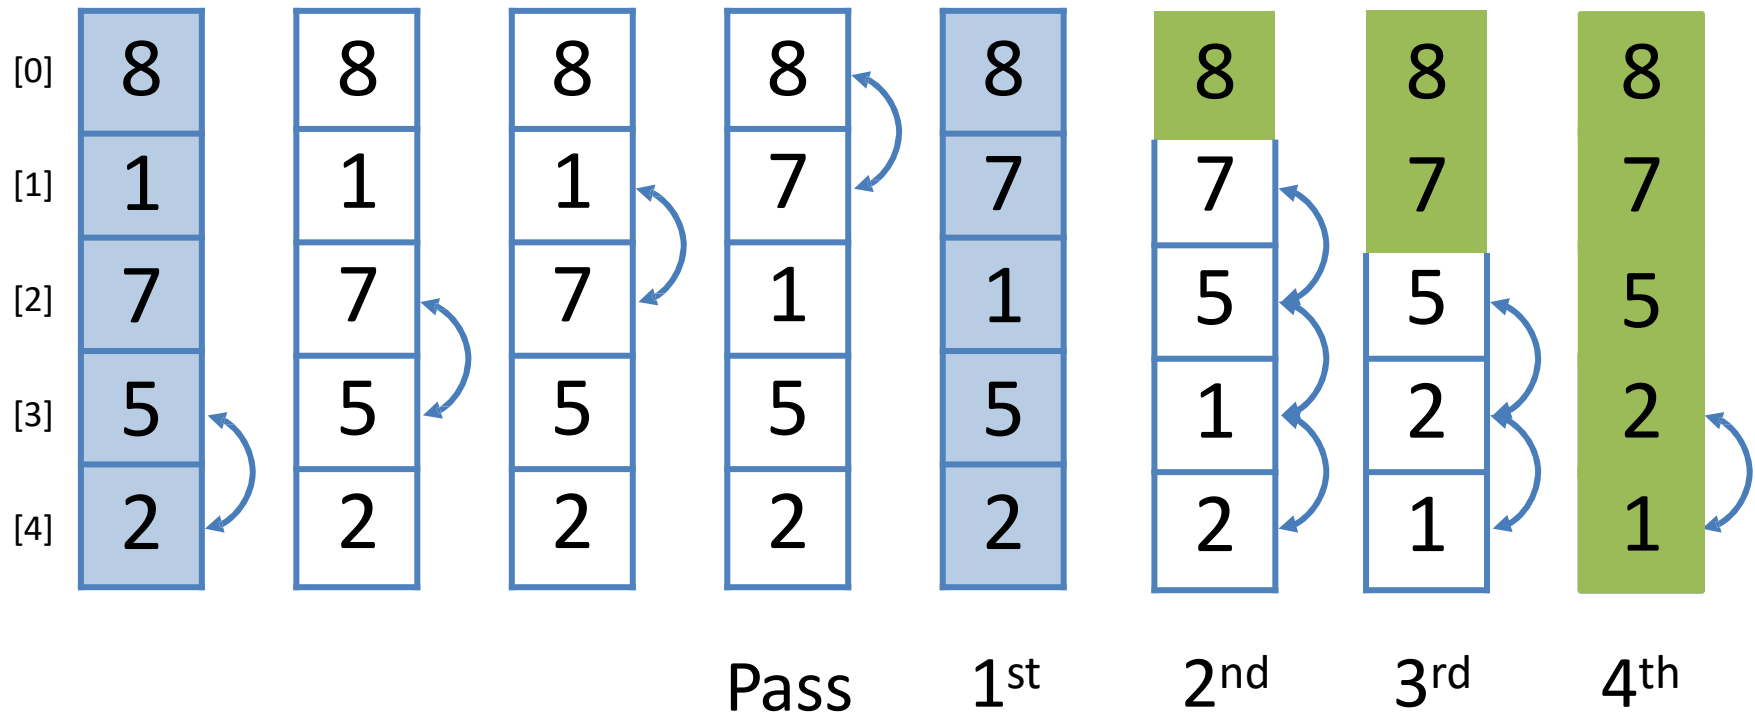 [0] 8 8 8 8 8 8 8 8
[1] 1 1 1 7 7 7 7 7
[2] 7 7 7 1 1 5 5 5
[3] 5 5 5 5 5 1 2 2
[4] 2 2 2 2 2 2 1 1
Pass 1st 2nd 3rd 4th